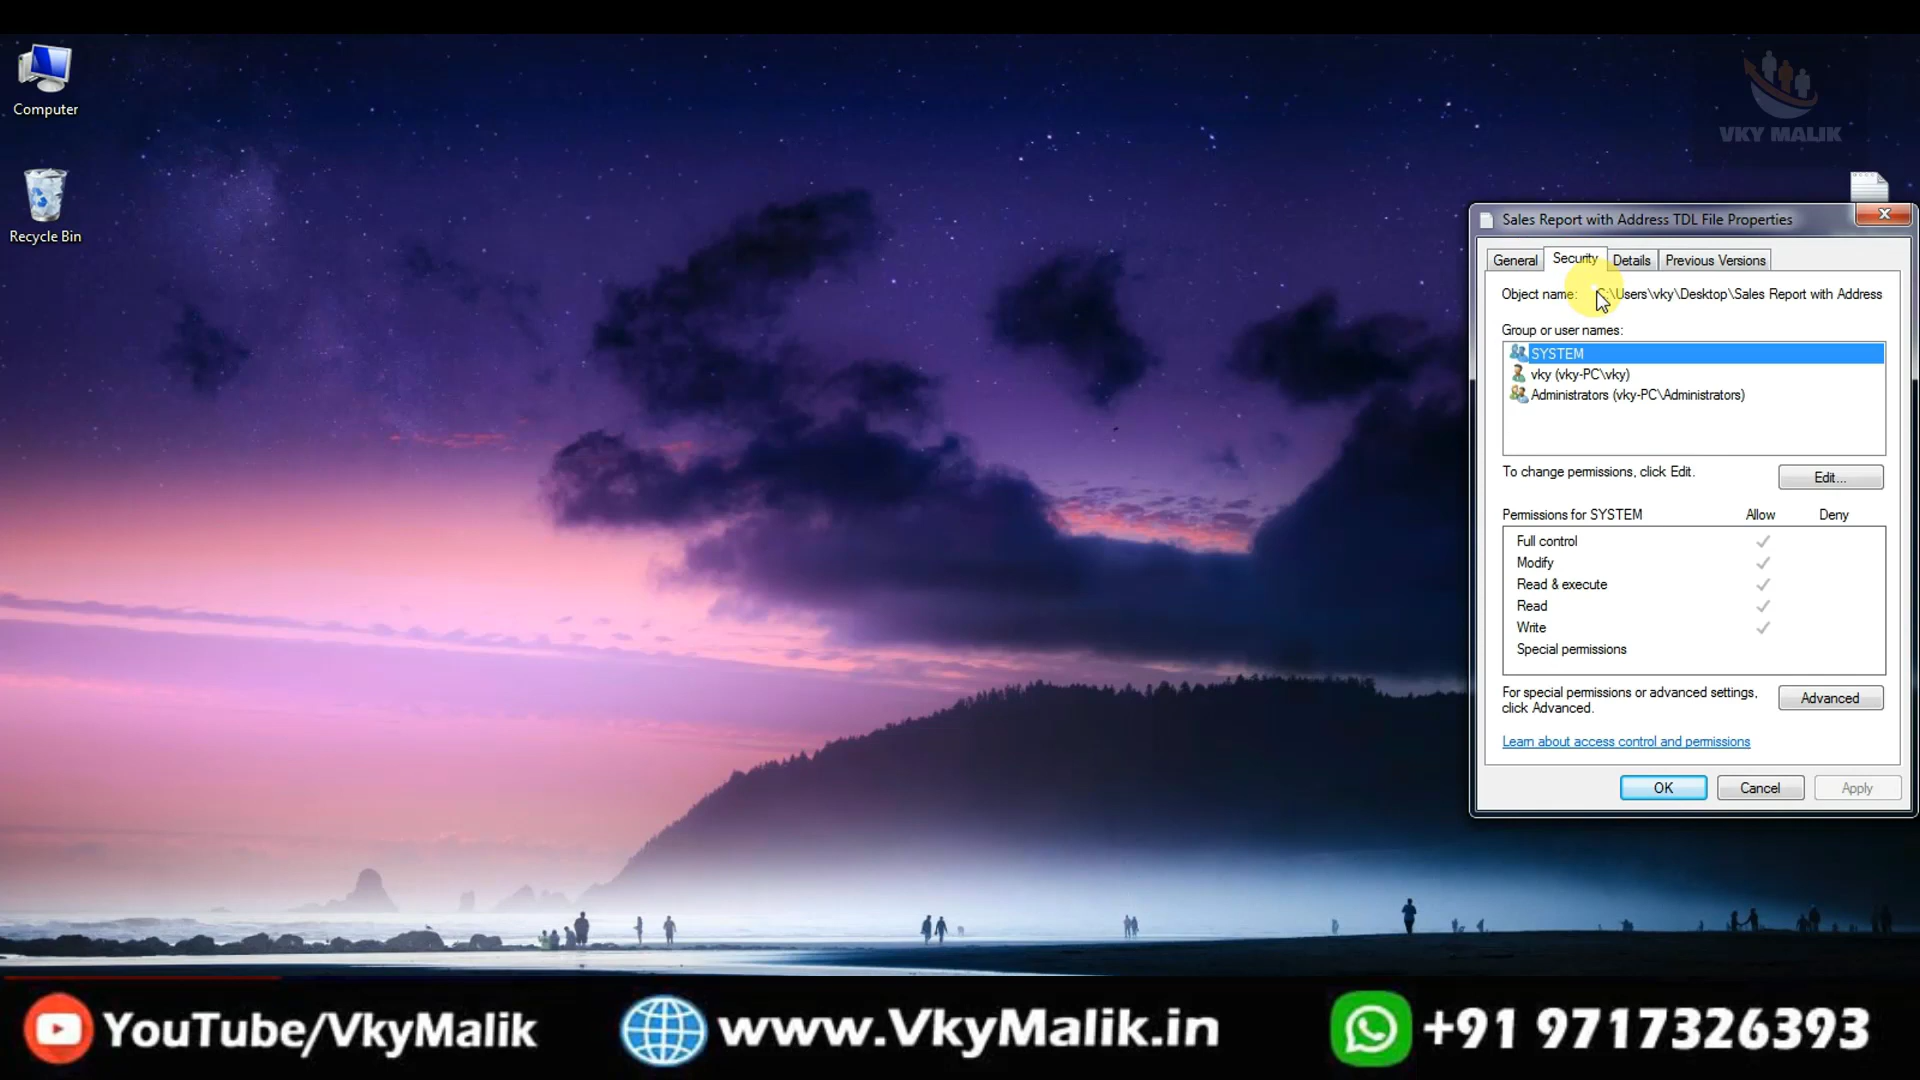 Computer
Recycle Bin
VKY MALIK
Sales Report with Address TDL File Properties
General Security Details Previous Versions
Object name: C:\Users\vky\Desktop\Sales Report with Address
Group or user names:
SYSTEM
vky (vky-PC\vky)
Administrators (vky-PC\Administrators)
To change permissions, click Edit.
Edit...
Permissions for SYSTEM Allow Deny
Full control
Modify
Read & execute
Read
Write
Special permissions
For special permissions or advanced settings,
click Advanced.
Advanced
Learn about access control and permissions
OK Cancel Apply
YouTube/VkyMalik www.VkyMalik.in +91 9717326393